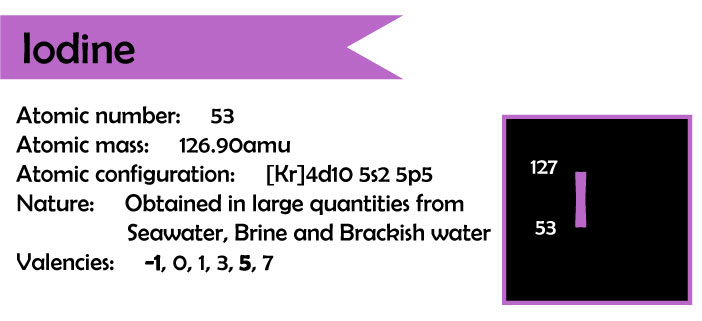 Iodine
Atomic number: 53
Atomic mass: 126.90amu
Atomic configuration: [Kr]4d10 5s2 5p5
Nature: Obtained in large quantities from
Seawater, Brine and Brackish water
Valencies: -1, 0, 1, 3, 5, 7
127
I
53